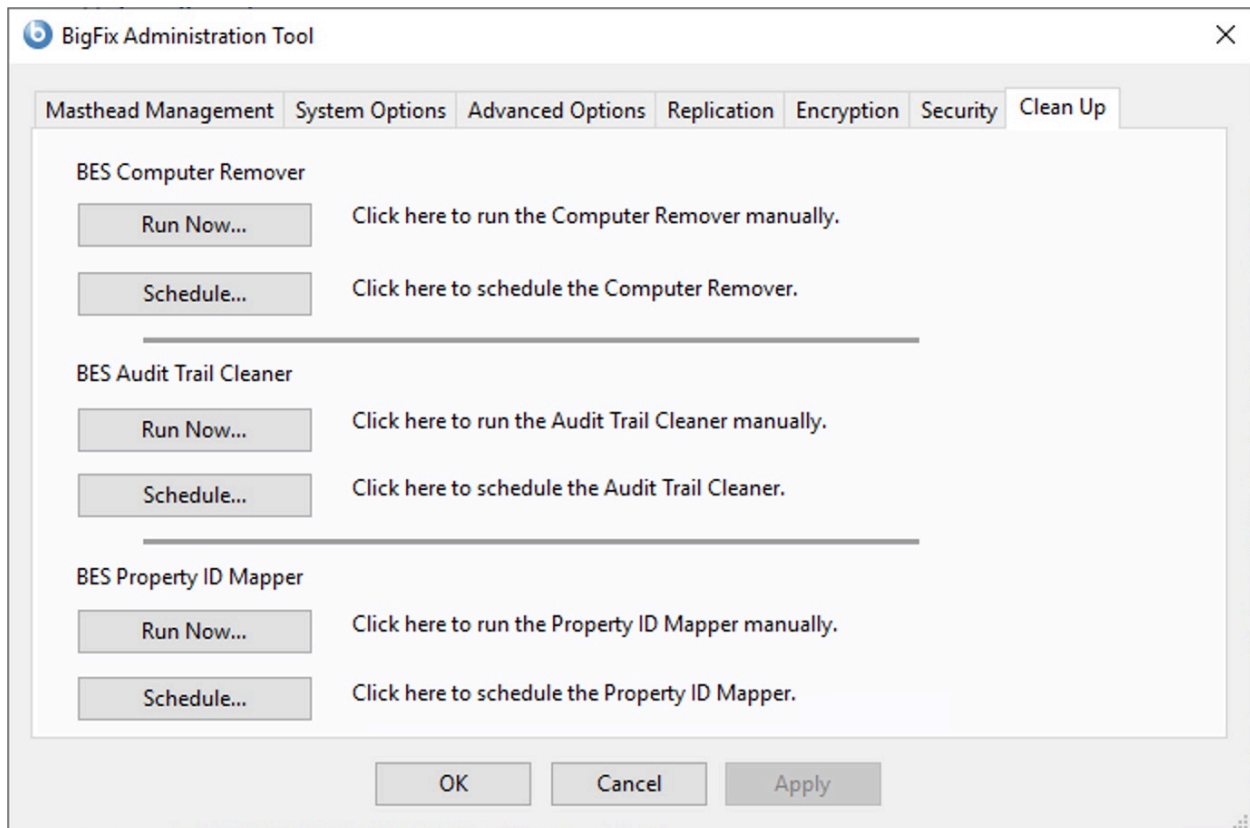 BigFix Administration Tool
Masthead Management System Options Advanced Options Replication Encryption Security Clean Up
BES Computer Remover
Run Now... Click here to run the Computer Remover manually.
Schedule... Click here to schedule the Computer Remover.
BES Audit Trail Cleaner
Run Now... Click here to run the Audit Trail Cleaner manually.
Schedule... Click here to schedule the Audit Trail Cleaner.
BES Property ID Mapper
Run Now... Click here to run the Property ID Mapper manually.
Schedule... Click here to schedule the Property ID Mapper.
OK Cancel Apply